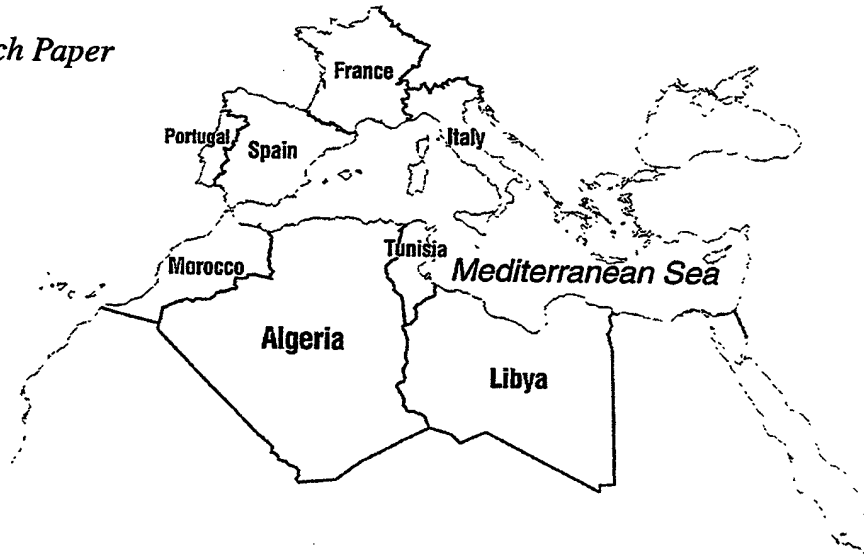 ch Paper
France
Portugal
Spain
Italy
Morocco
Tunisia
Mediterranean Sea
Algeria
Libya